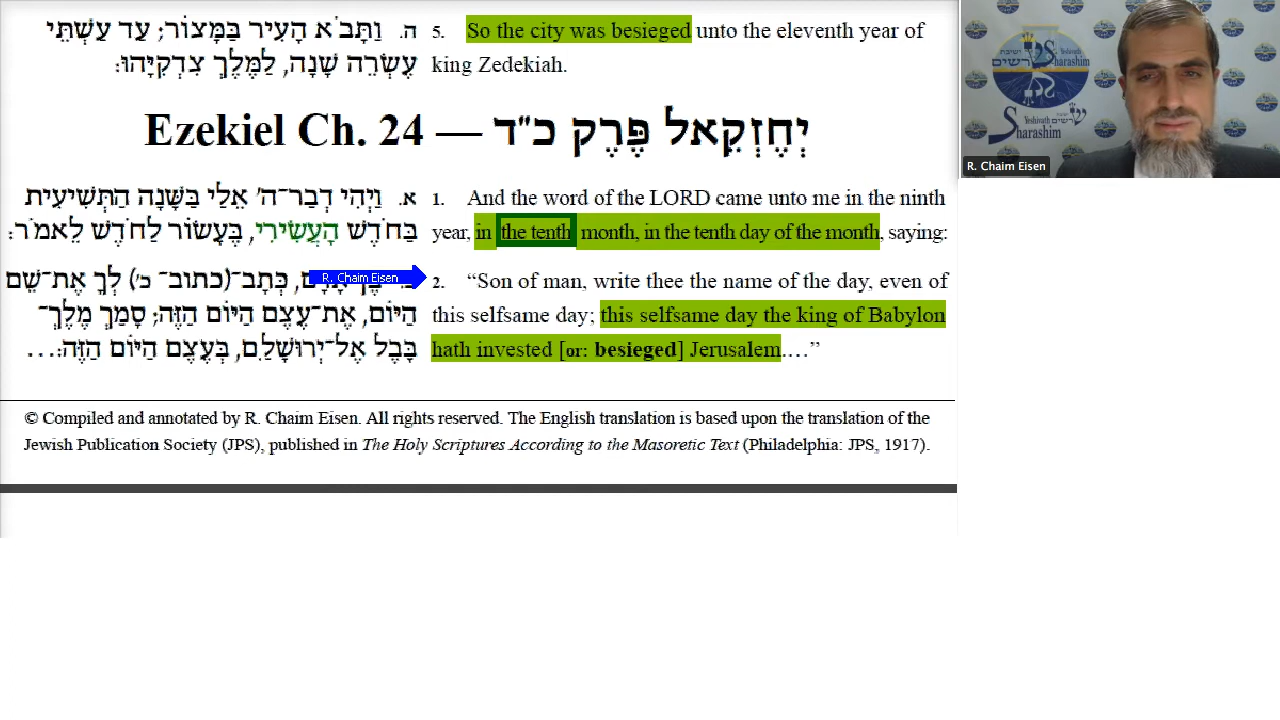 ה. וַתָּבֹא הָעִיר בַּמָּצוֹר; עַד עַשְׁתֵּי
עֶשְׂרֵה שָׁנָה, לַמֶּלֶךְ צִדְקִיָּהוּ:
5. So the city was besieged unto the eleventh year of
king Zedekiah.
Ezekiel Ch. 24 — יְחֶזְקֵאל פֶּרֶק כ"ד
א. וַיְהִי דְבַר־ה' אֵלַי בַּשָּׁנָה הַתְּשִׁיעִית
בַּחֹדֶשׁ הָעֲשִׂירִי, בֶּעָשׂוֹר לַחֹדֶשׁ לֵאמֹר:
1. And the word of the LORD came unto me in the ninth
year, in the tenth month, in the tenth day of the month, saying:
כְּתָב־(כתוב־ כ') לְךָ אֶת־שֵׁם
הַיּוֹם, אֶת־עֶצֶם הַיּוֹם הַזֶּה; סָמַךְ מֶלֶךְ־
בָּבֶל אֶל־יְרוּשָׁלִַם, בְּעֶצֶם הַיּוֹם הַזֶּה:...
R. Chaim Eisen
2. “Son of man, write thee the name of the day, even of
this selfsame day; this selfsame day the king of Babylon
hath invested [or: besieged] Jerusalem.…”
© Compiled and annotated by R. Chaim Eisen. All rights reserved. The English translation is based upon the translation of the
Jewish Publication Society (JPS), published in The Holy Scriptures According to the Masoretic Text (Philadelphia: JPS, 1917).
ישיבת
שרשים
Yeshivath
Sharashim
R. Chaim Eisen